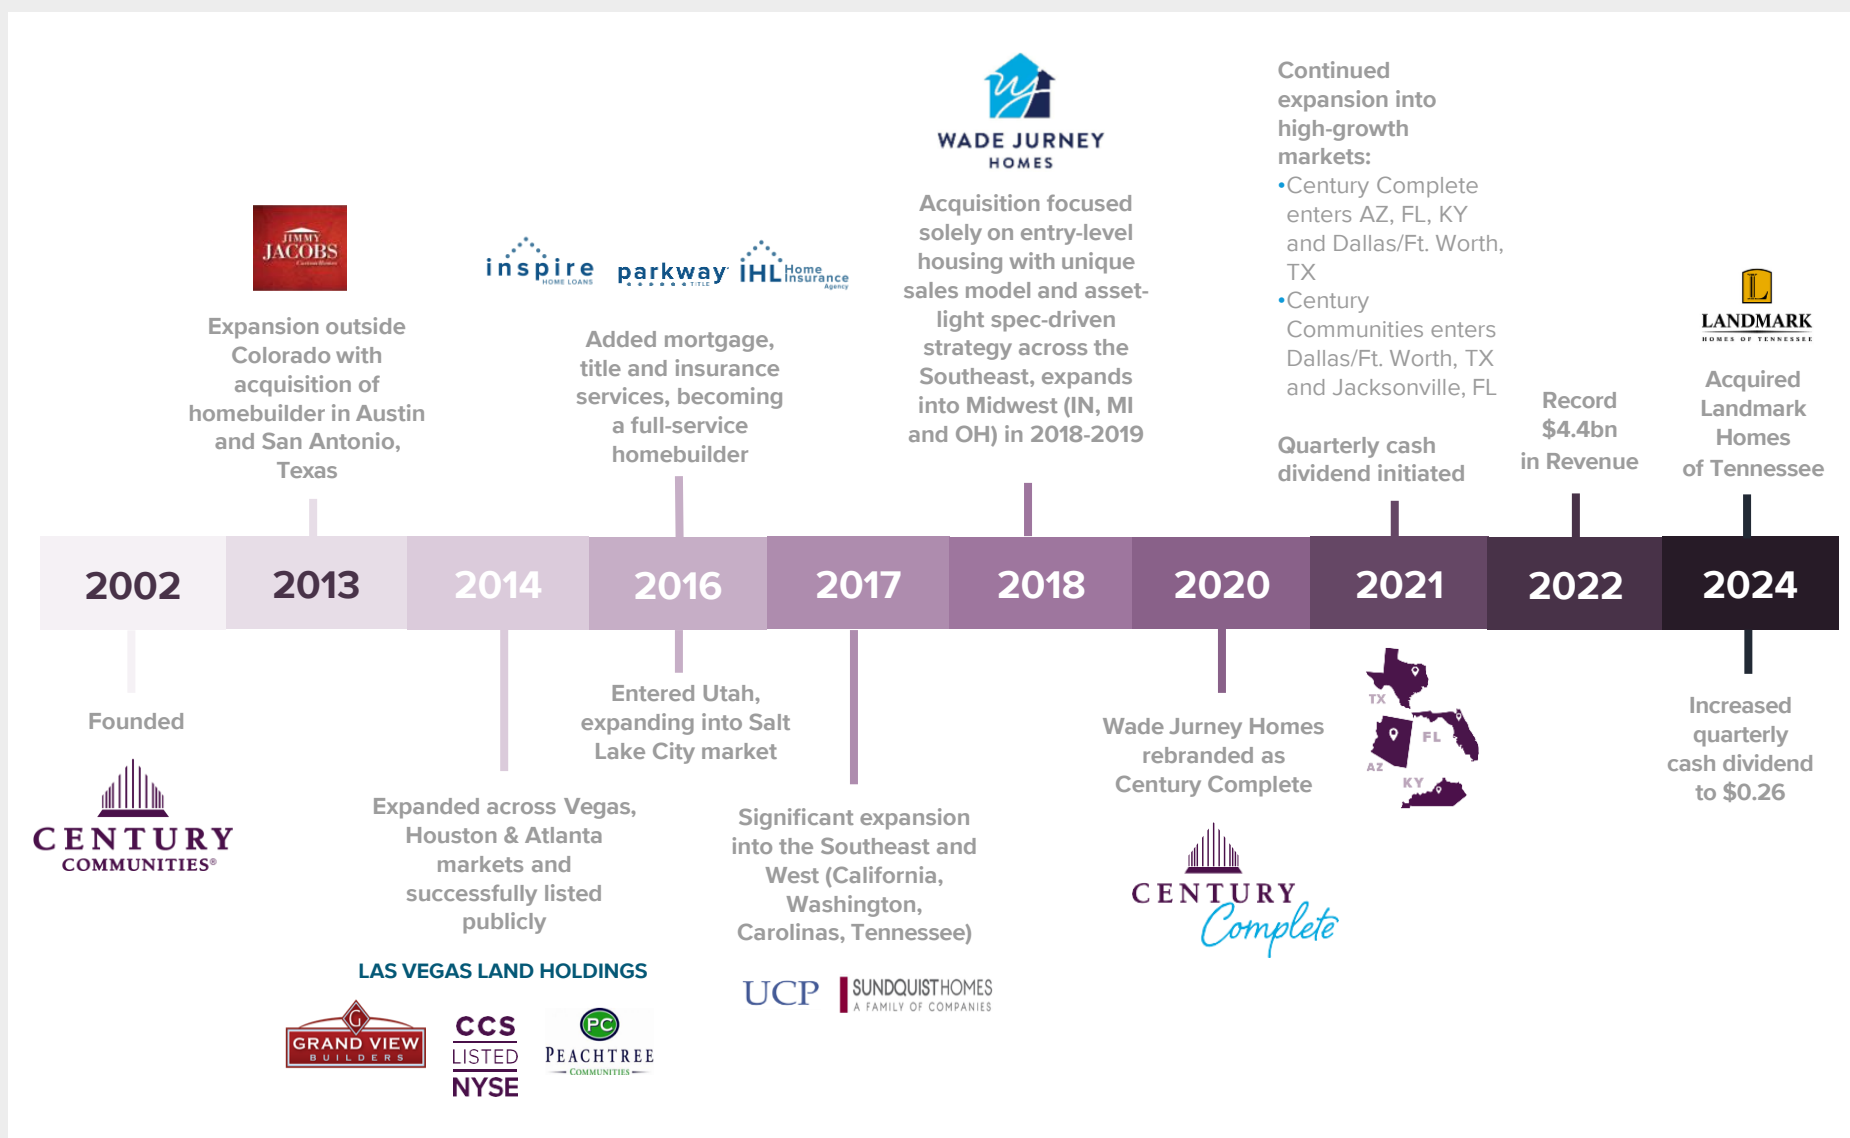 JIMMY
JACOBS
Custom Homes
Expansion outside
Colorado with
acquisition of
homebuilder in Austin
and San Antonio,
Texas
inspire
HOME LOANS
parkway
TITLE
IHL Home
Insurance
Agency
Added mortgage,
title and insurance
services, becoming
a full-service
homebuilder
WADE JURNEY
HOMES
Acquisition focused
solely on entry-level
housing with unique
sales model and asset-
light spec-driven
strategy across the
Southeast, expands
into Midwest (IN, MI
and OH) in 2018-2019
Continued
expansion into
high-growth
markets:
•Century Complete
enters AZ, FL, KY
and Dallas/Ft. Worth,
TX
•Century
Communities enters
Dallas/Ft. Worth, TX
and Jacksonville, FL
Quarterly cash
dividend initiated
Record
$4.4bn
in Revenue
L
LANDMARK
HOMES OF TENNESSEE
Acquired
Landmark
Homes
of Tennessee
2002 2013 2014 2016 2017 2018 2020 2021 2022 2024
Founded
CENTURY
COMMUNITIES®
Expanded across Vegas,
Houston & Atlanta
markets and
successfully listed
publicly
LAS VEGAS LAND HOLDINGS
G
GRAND VIEW
BUILDERS
CCS
LISTED
NYSE
PC
PEACHTREE
COMMUNITIES
Entered Utah,
expanding into Salt
Lake City market
Significant expansion
into the Southeast and
West (California,
Washington,
Carolinas, Tennessee)
UCP
SUNDQUIST HOMES
A FAMILY OF COMPANIES
Wade Jurney Homes
rebranded as
Century Complete
CENTURY
Complete
TX
FL
AZ
KY
Increased
quarterly
cash dividend
to $0.26